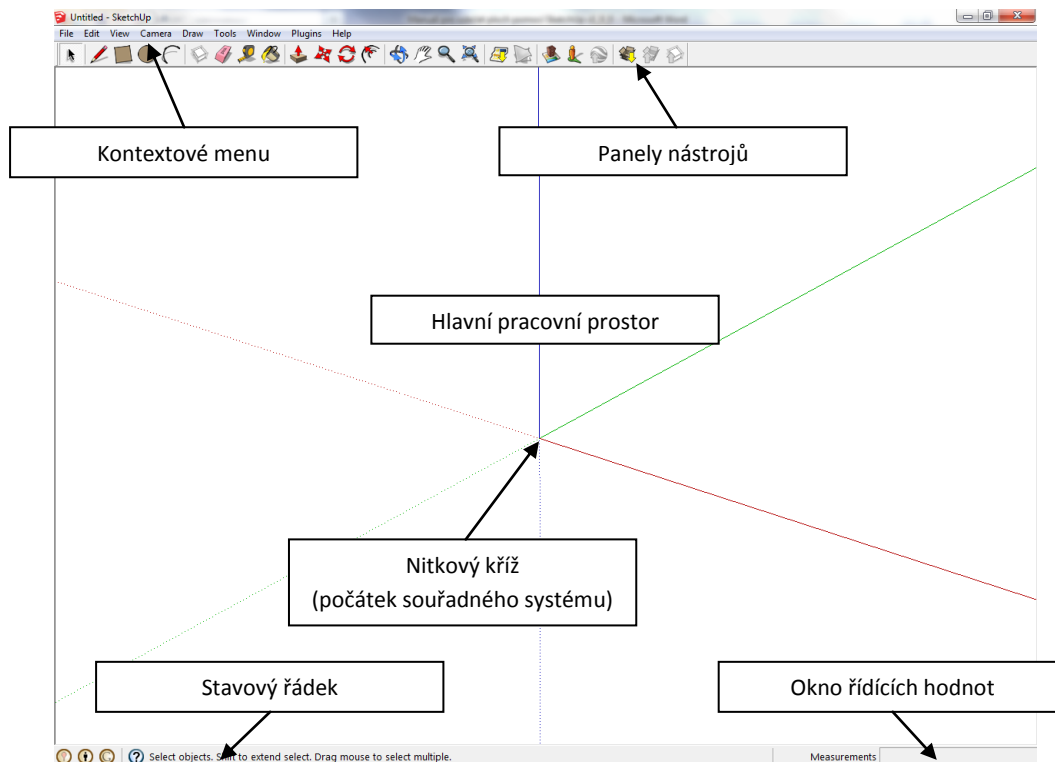 Untitled - SketchUp
File Edit View Camera Draw Tools Window Plugins Help
Kontextové menu
Panely nástrojů
Hlavní pracovní prostor
Nitkový kříž
(počátek souřadného systému)
Stavový řádek
Okno řídících hodnot
Select objects. to extend select. Drag mouse to select multiple.
Measurements